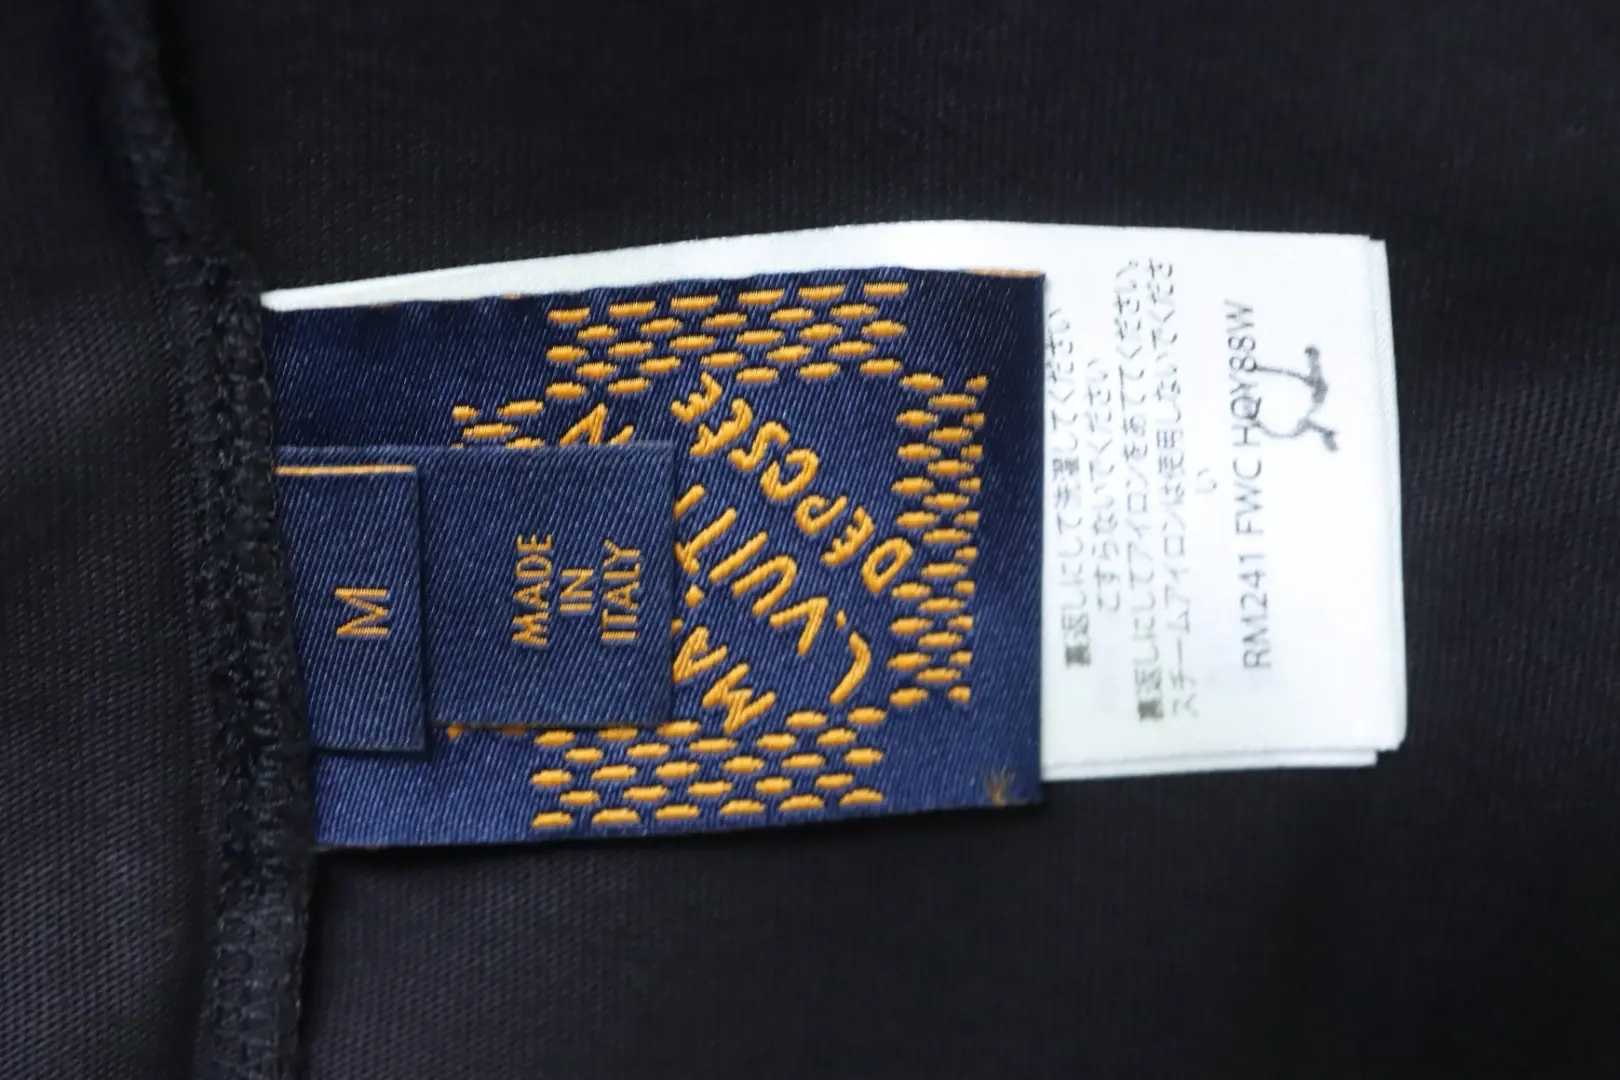 M
MADE
IN
ITALY
L.VUITT
DÉPOSÉE
裏返しにして洗濯してください
こすらないでください
裏返しにしてアイロンをあててください
スチームアイロンは使用しないでくださ
い
RM241 FWC HQY88W